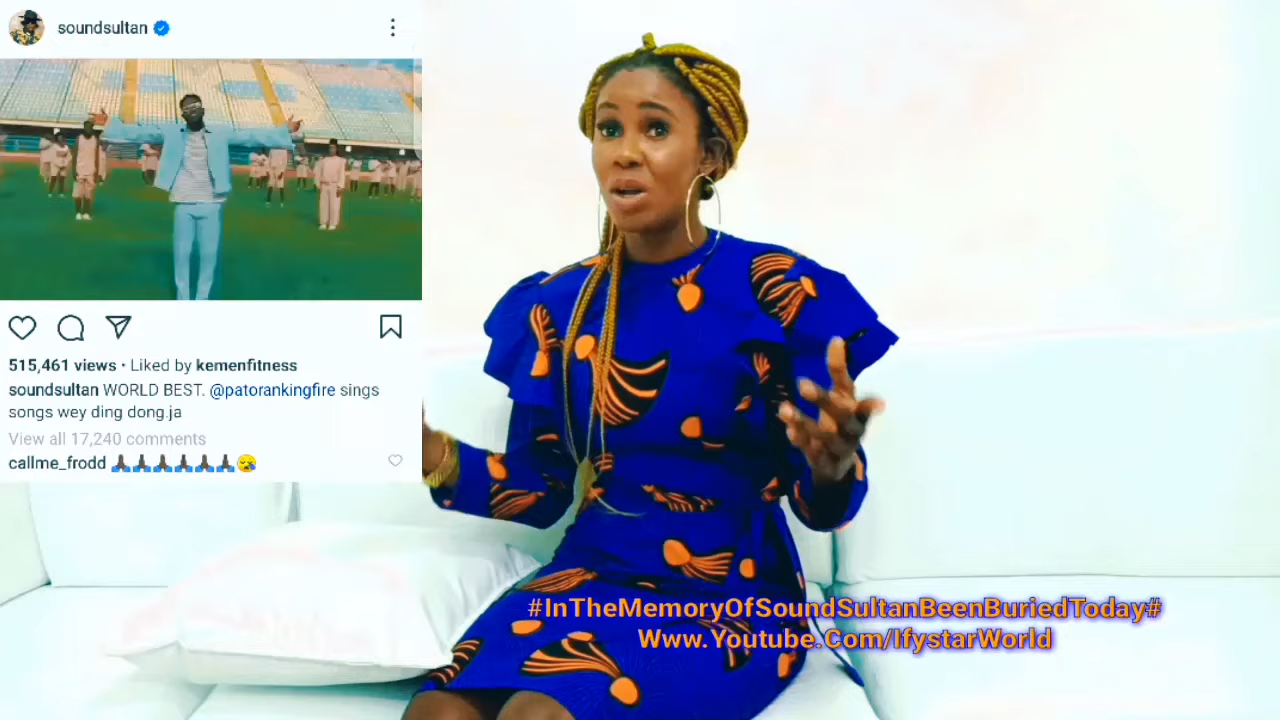 soundsultan
515,461 views • Liked by kemenfitness
soundsultan WORLD BEST. @patorankingfire sings
songs wey ding dong.ja
View all 17,240 comments
callme_frodd 🙏🏿🙏🏿🙏🏿🙏🏿🙏🏿🙏🏿😪
#InTheMemoryOfSoundSultanBeenBuriedToday#
Www.Youtube.Com/IfystarWorld